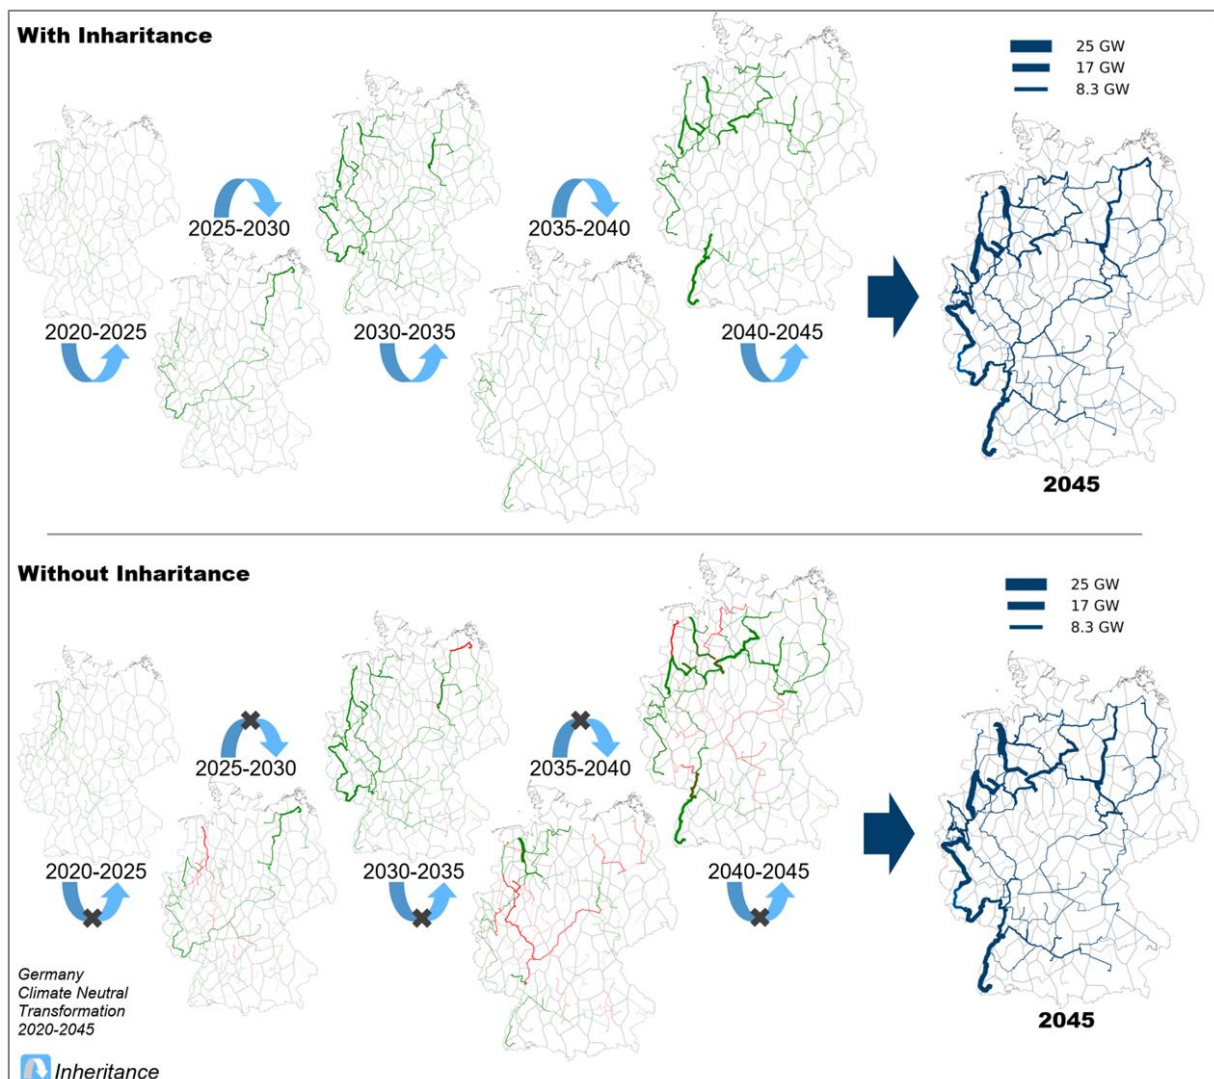 With Inharitance
25 GW
17 GW
8.3 GW
2025-2030
2035-2040
2020-2025
2030-2035
2040-2045
2045
Without Inharitance
25 GW
17 GW
8.3 GW
2025-2030
2035-2040
2020-2025
2030-2035
2040-2045
Germany
Climate Neutral
Transformation
2020-2045
2045
Inheritance